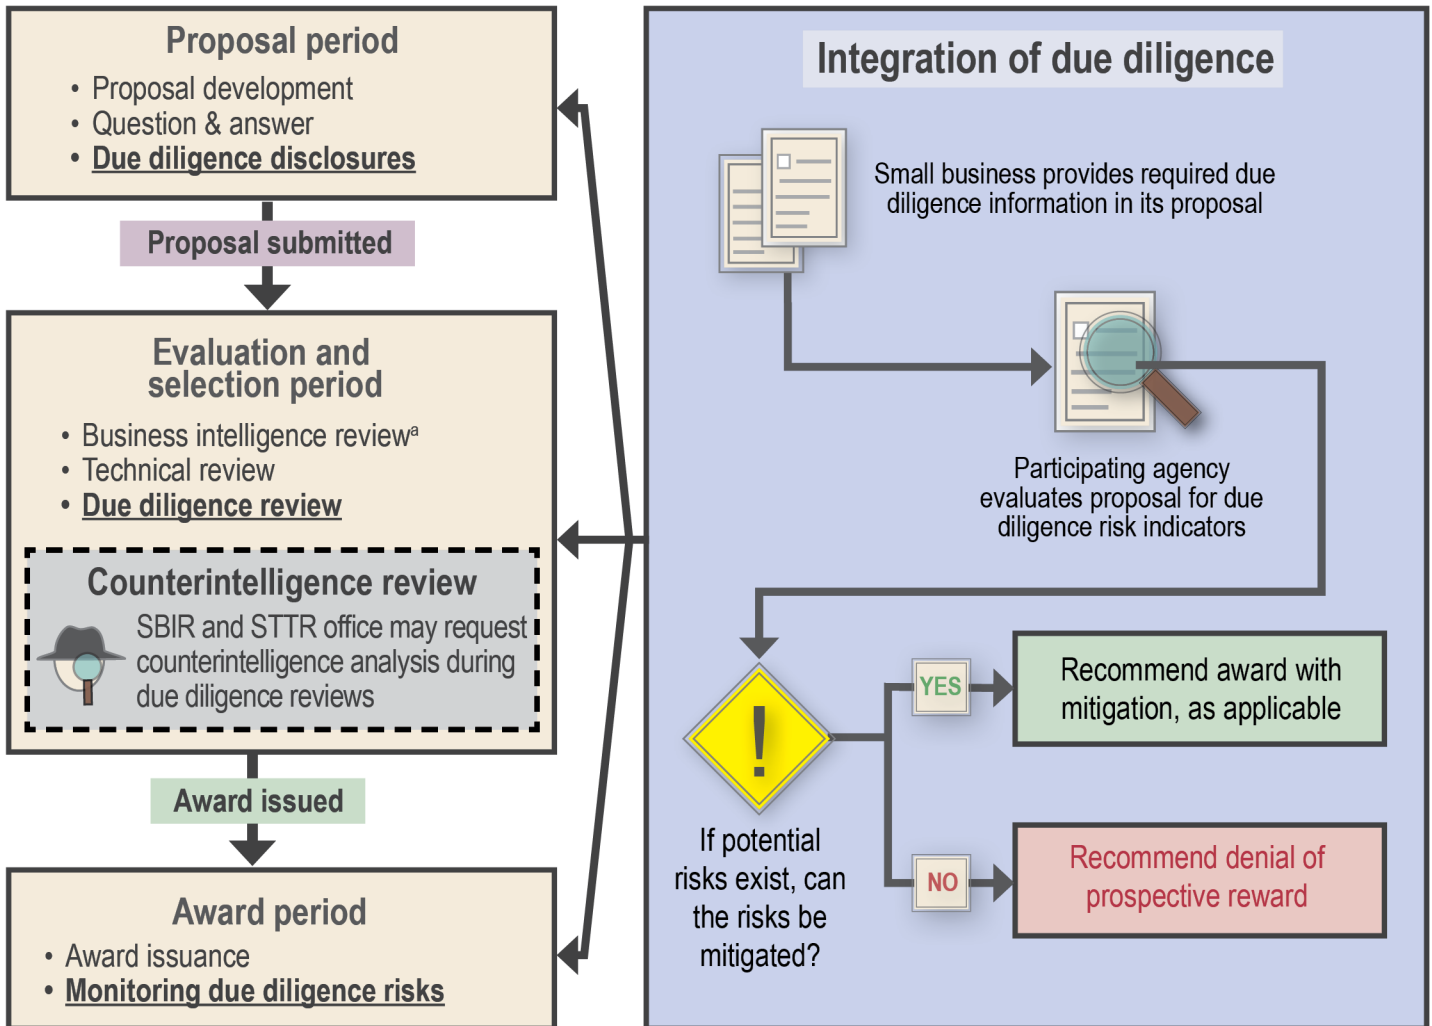 Proposal period
• Proposal development
• Question & answer
• Due diligence disclosures
Proposal submitted
Evaluation and
selection period
• Business intelligence reviewᵃ
• Technical review
• Due diligence review
Counterintelligence review
SBIR and STTR office may request
counterintelligence analysis during
due diligence reviews
Award issued
Award period
• Award issuance
• Monitoring due diligence risks
Integration of due diligence
Small business provides required due
diligence information in its proposal
Participating agency
evaluates proposal for due
diligence risk indicators
!
If potential
risks exist, can
the risks be
mitigated?
YES
Recommend award with
mitigation, as applicable
NO
Recommend denial of
prospective reward